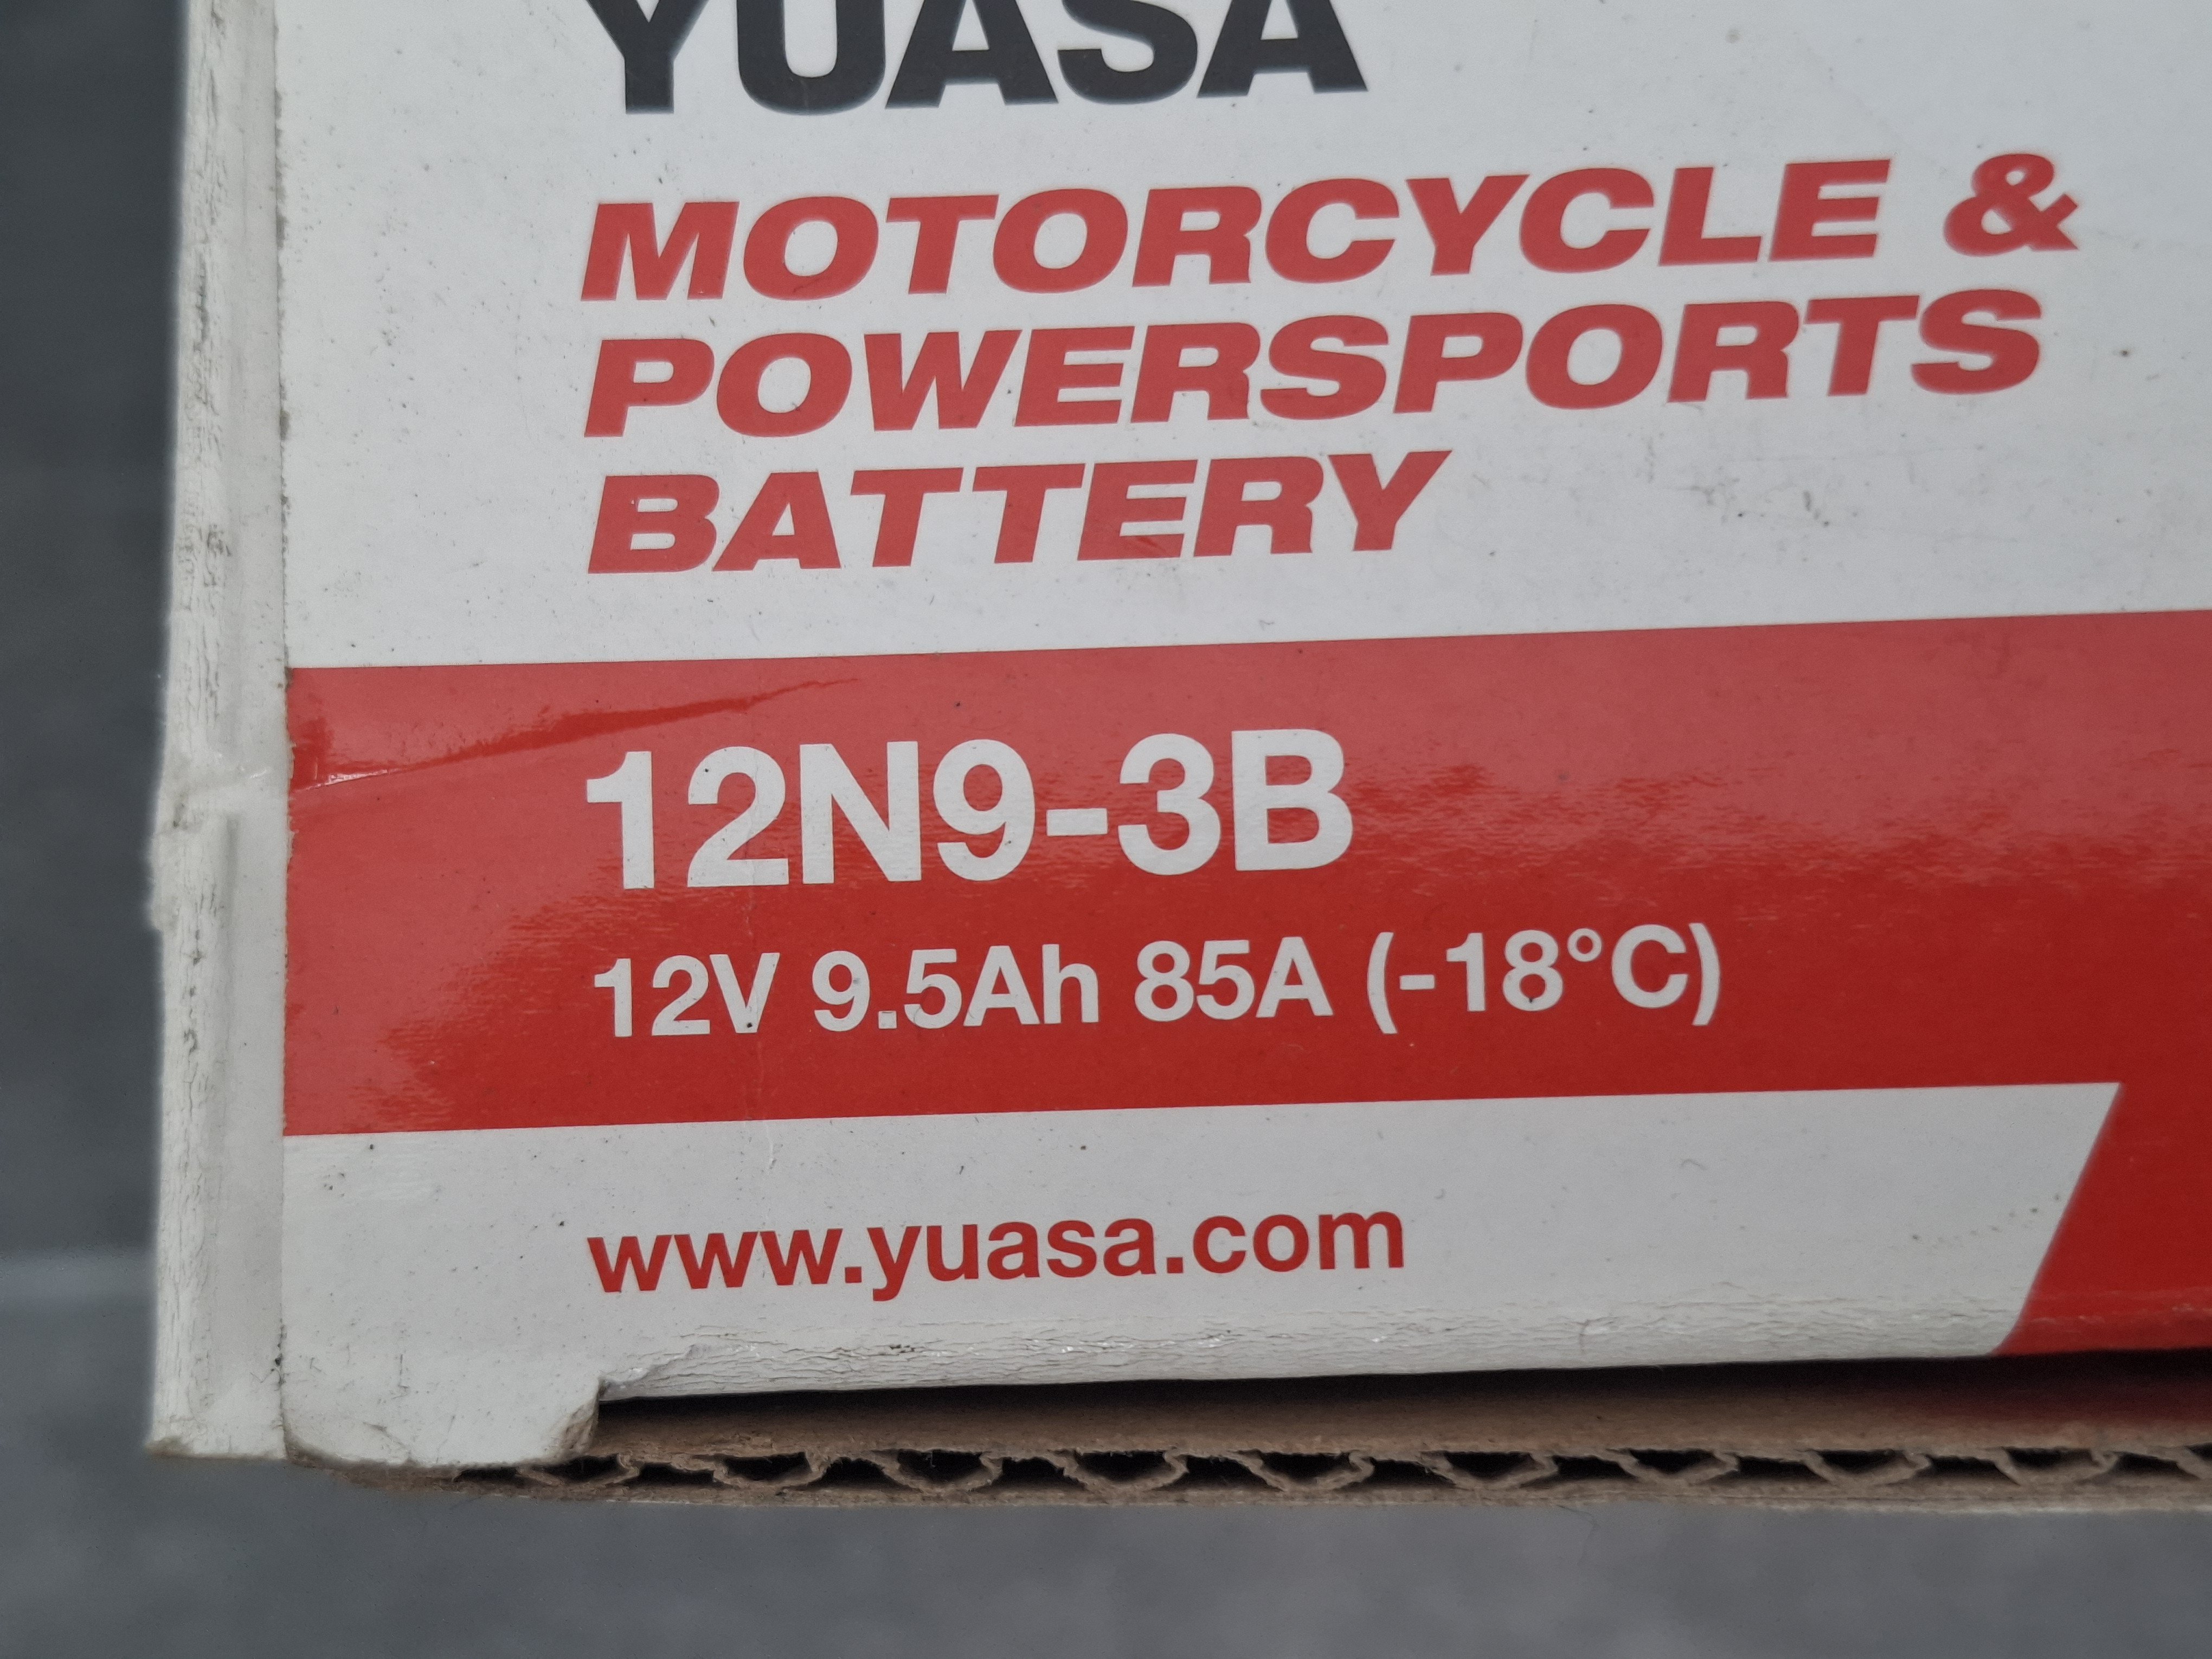 YUASA
MOTORCYCLE &
POWERSPORTS
BATTERY
12N9-3B
12V 9.5Ah 85A (-18°C)
www.yuasa.com